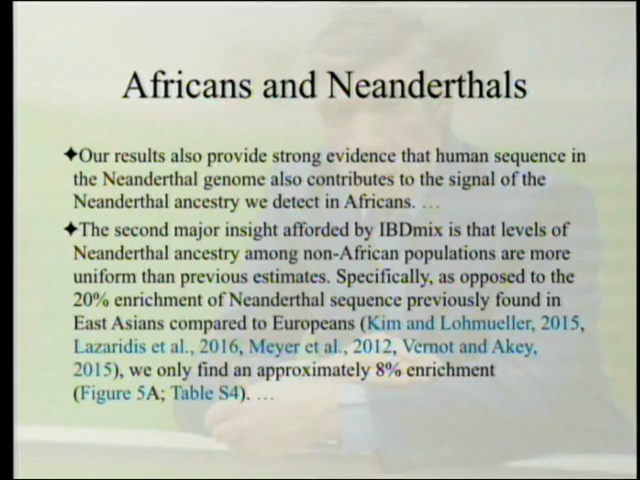 Africans and Neanderthals
✦Our results also provide strong evidence that human sequence in
the Neanderthal genome also contributes to the signal of the
Neanderthal ancestry we detect in Africans. …
✦The second major insight afforded by IBDmix is that levels of
Neanderthal ancestry among non-African populations are more
uniform than previous estimates. Specifically, as opposed to the
20% enrichment of Neanderthal sequence previously found in
East Asians compared to Europeans (Kim and Lohmueller, 2015,
Lazaridis et al., 2016, Meyer et al., 2012, Vernot and Akey,
2015), we only find an approximately 8% enrichment
(Figure 5A; Table S4). …